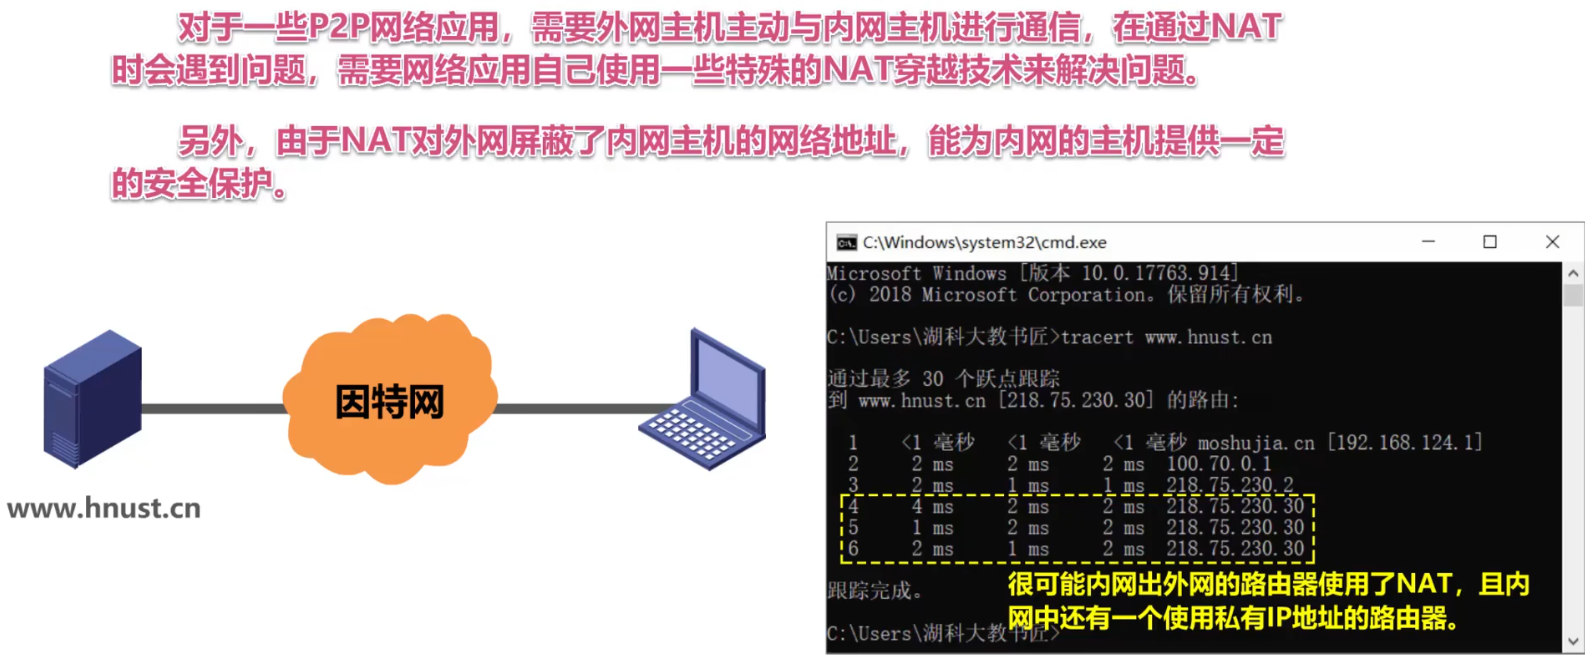 对于一些P2P网络应用，需要外网主机主动与内网主机进行通信，在通过NAT
时会遇到问题，需要网络应用自己使用一些特殊的NAT穿越技术来解决问题。
另外，由于NAT对外网屏蔽了内网主机的网络地址，能为内网的主机提供一定
的安全保护。
因特网
www.hnust.cn
C:\Windows\system32\cmd.exe
Microsoft Windows [版本 10.0.17763.914]
(c) 2018 Microsoft Corporation。保留所有权利。
C:\Users\湖科大教书匠>tracert www.hnust.cn
通过最多 30 个跃点跟踪
到 www.hnust.cn [218.75.230.30] 的路由:
1 <1 毫秒 <1 毫秒 <1 毫秒 moshujia.cn [192.168.124.1]
2 2 ms 2 ms 2 ms 100.70.0.1
3 2 ms 1 ms 1 ms 218.75.230.2
4 4 ms 2 ms 2 ms 218.75.230.30
5 1 ms 2 ms 2 ms 218.75.230.30
6 2 ms 1 ms 2 ms 218.75.230.30
跟踪完成。
很可能内网出外网的路由器使用了NAT，且内
网中还有一个使用私有IP地址的路由器。
C:\Users\湖科大教书匠>